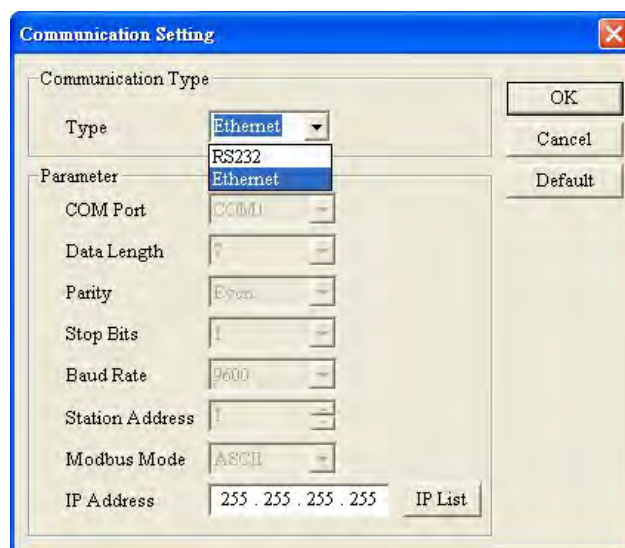 Communication Setting
Communication Type
Type Ethernet
RS232
Ethernet
OK
Cancel
Default
Parameter
COM Port COM1
Data Length 7
Parity Even
Stop Bits 1
Baud Rate 9600
Station Address 1
Modbus Mode ASCII
IP Address 255 . 255 . 255 . 255 IP List